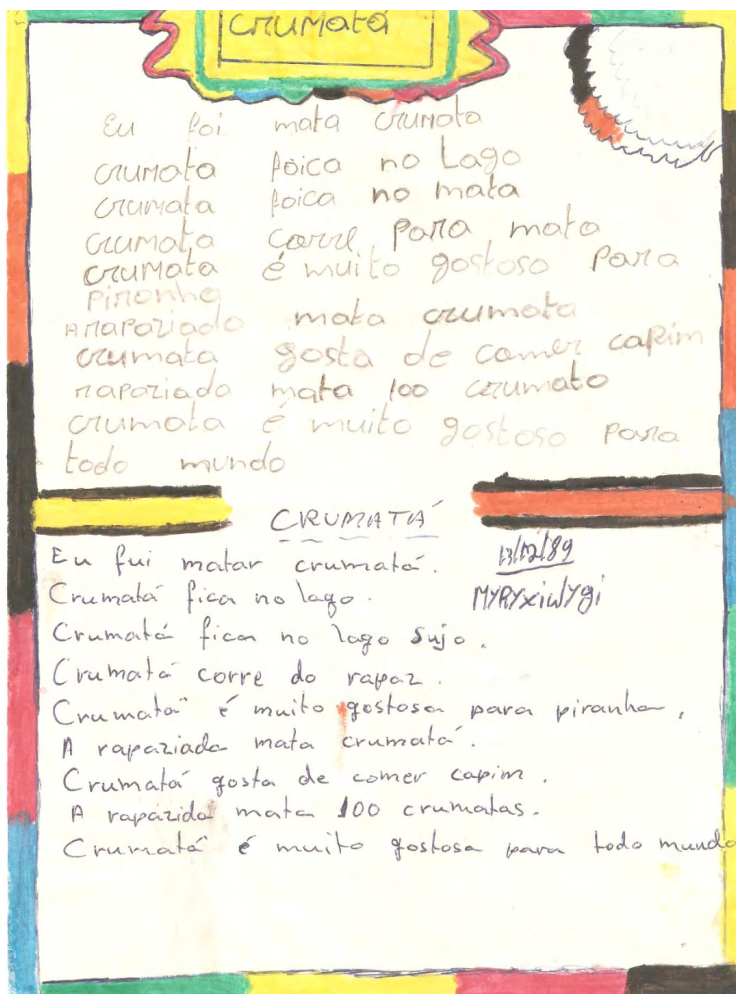 crumatá
Eu foi mata crumata
crumata foica no Lago
crumata foica no mata
crumata corre para mata
crumata é muito gostoso para
piranha
Arapaziada mata crumata
crumata gosta de comer capim
rapaziada mata 100 crumato
crumata é muito gostoso para
todo mundo
CRUMATÁ
Eu fui matar crumatá. 13/02/89
Crumatá fica no lago. MYRYxiwYgi
Crumatá fica no lago sujo.
Crumatá corre do rapaz.
Crumatá é muito gostosa para piranha.
A rapaziada mata crumatá.
Crumatá gosta de comer capim.
A rapazida mata 100 crumatas.
Crumatá é muito gostosa para todo mundo